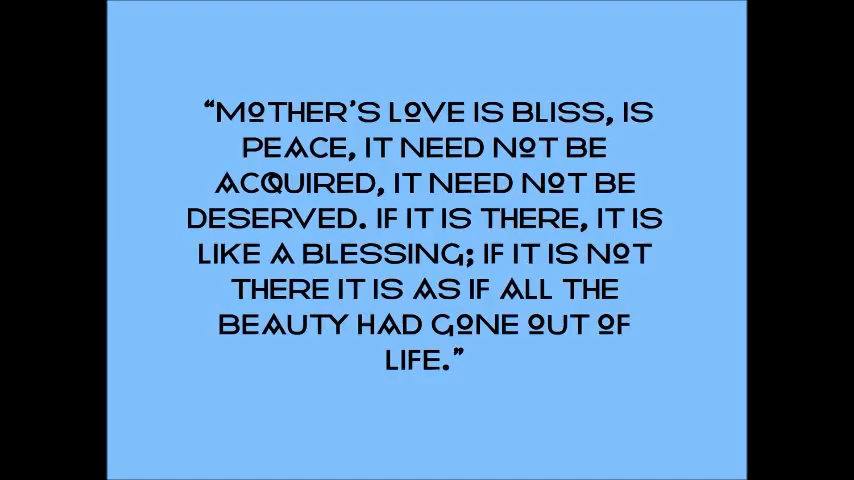 “MOTHER’S LOVE IS BLISS, IS
PEACE, IT NEED NOT BE
ACQUIRED, IT NEED NOT BE
DESERVED. IF IT IS THERE, IT IS
LIKE A BLESSING; IF IT IS NOT
THERE IT IS AS IF ALL THE
BEAUTY HAD GONE OUT OF
LIFE.”